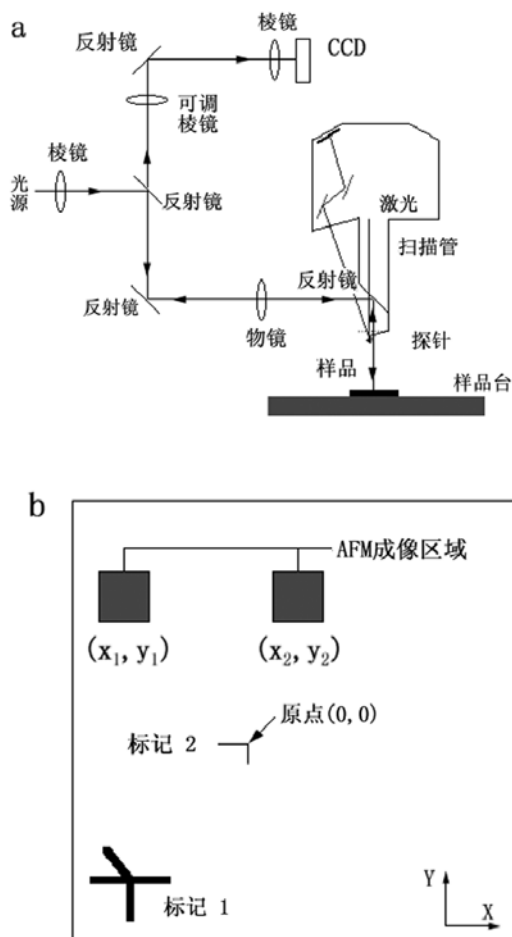 a
反射镜
棱镜
CCD
可调
棱镜
棱镜
光源
反射镜
激光
扫描管
反射镜
反射镜
物镜
探针
样品
样品台
b
AFM成像区域
(x₁, y₁)
(x₂, y₂)
原点(0,0)
标记 2
标记 1
Y
X